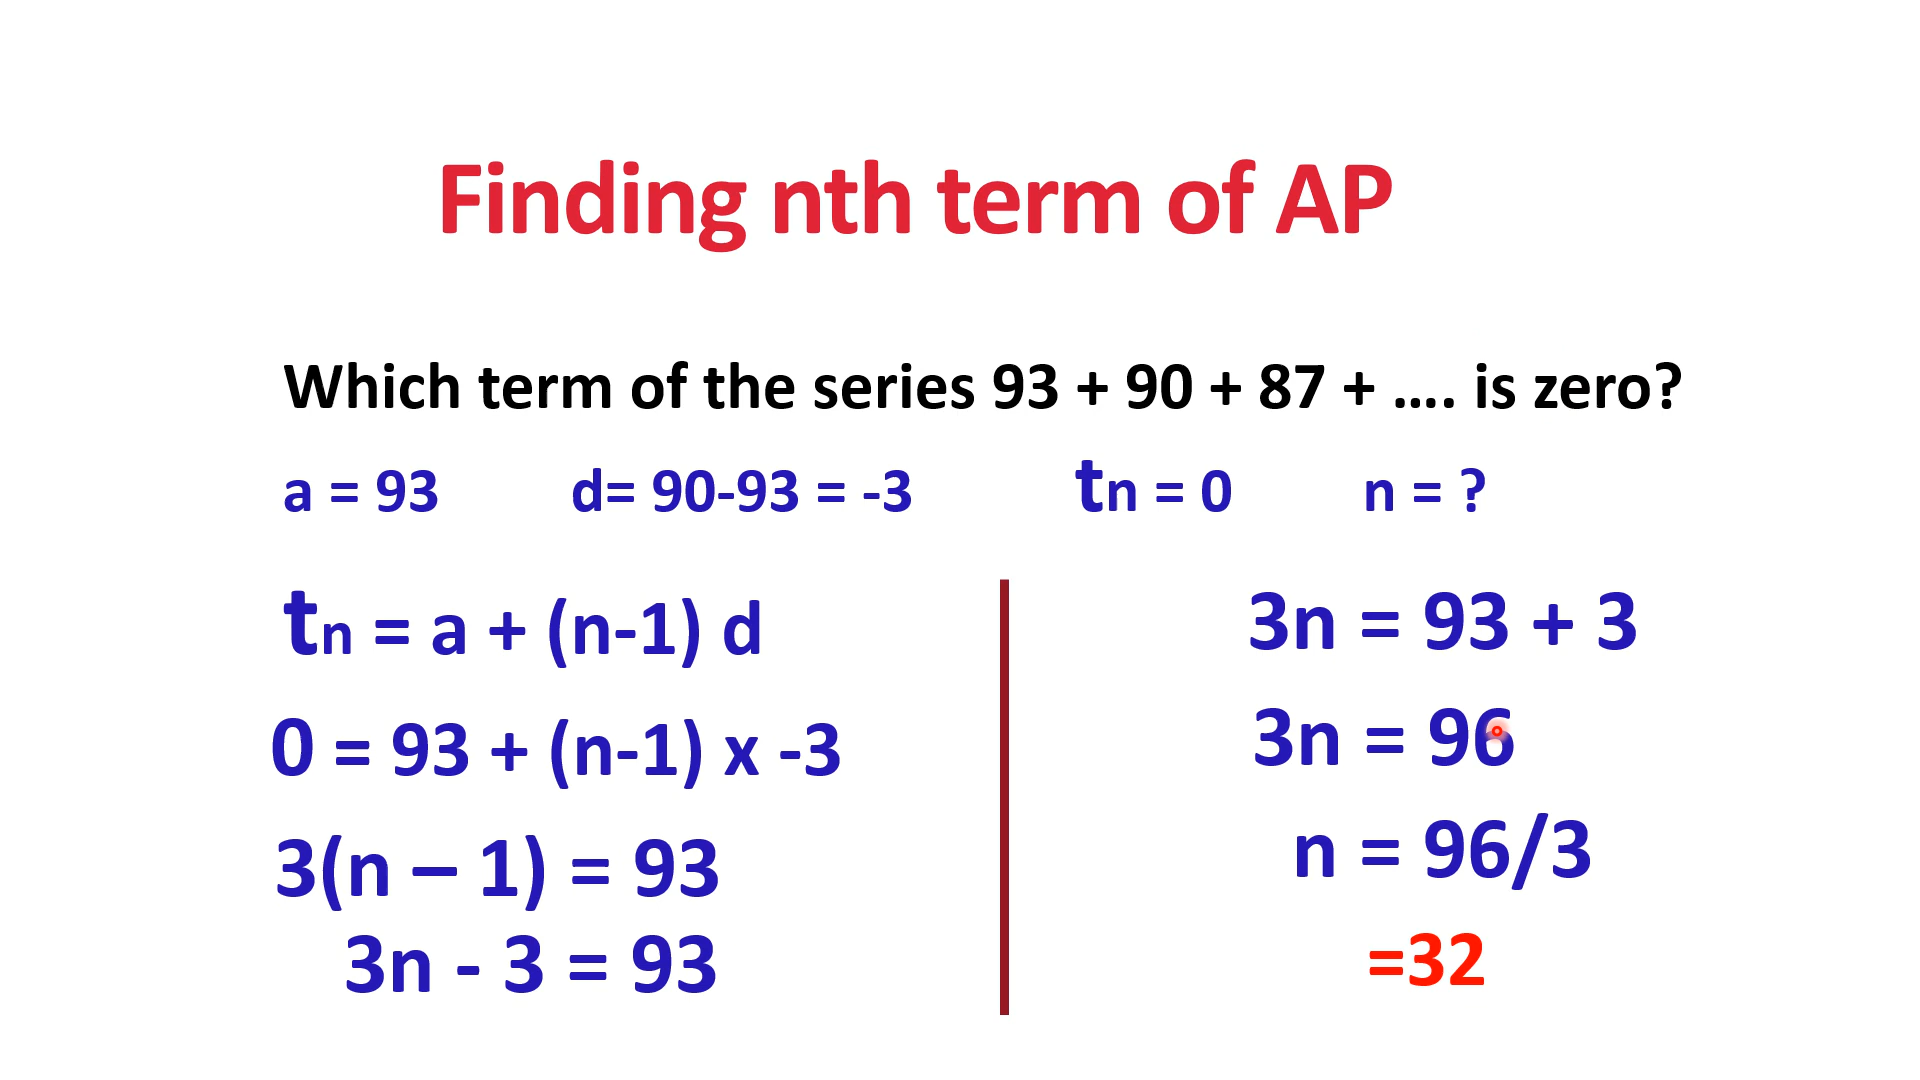 Finding nth term of AP
Which term of the series 93 + 90 + 87 + .... is zero?
a = 93 d= 90-93 = -3 tn = 0 n = ?
tn = a + (n-1) d
0 = 93 + (n-1) x -3
3(n – 1) = 93
3n - 3 = 93
3n = 93 + 3
3n = 96
n = 96/3
=32